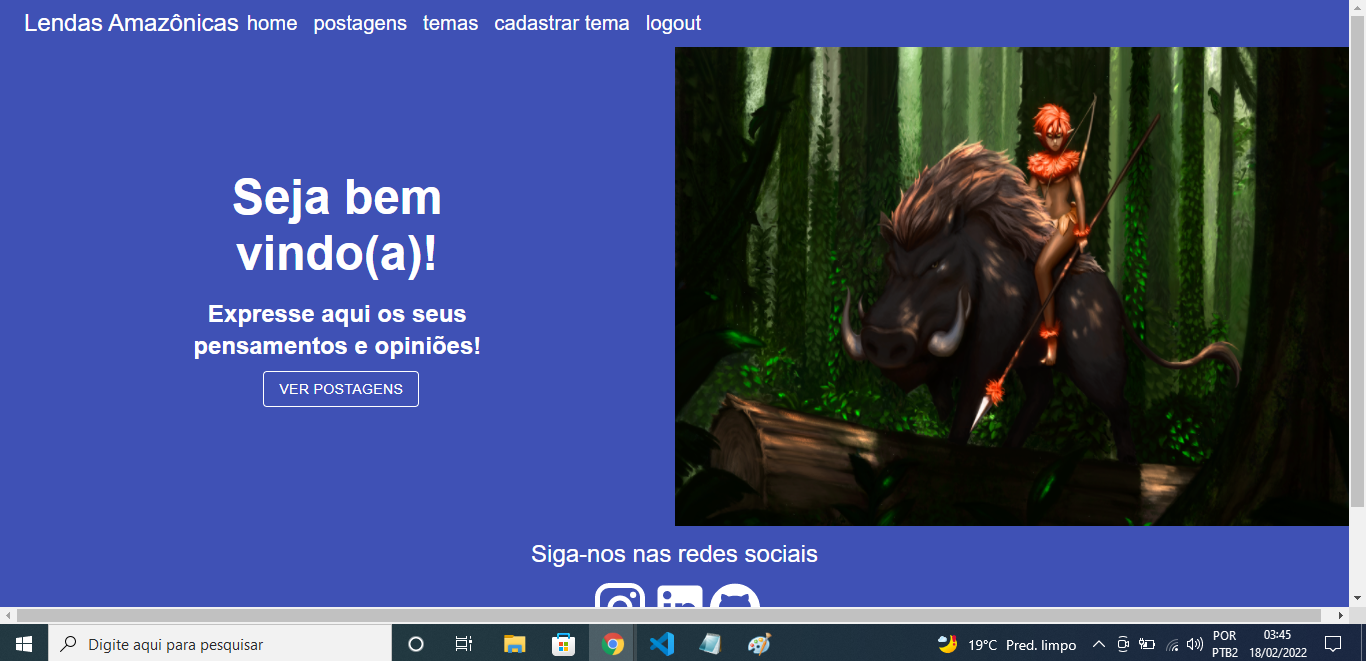 Lendas Amazônicas home postagens temas cadastrar tema logout
Seja bem
vindo(a)!
Expresse aqui os seus
pensamentos e opiniões!
VER POSTAGENS
Siga-nos nas redes sociais
in
Digite aqui para pesquisar
19°C Pred. limpo
POR
PTB2
03:45
18/02/2022